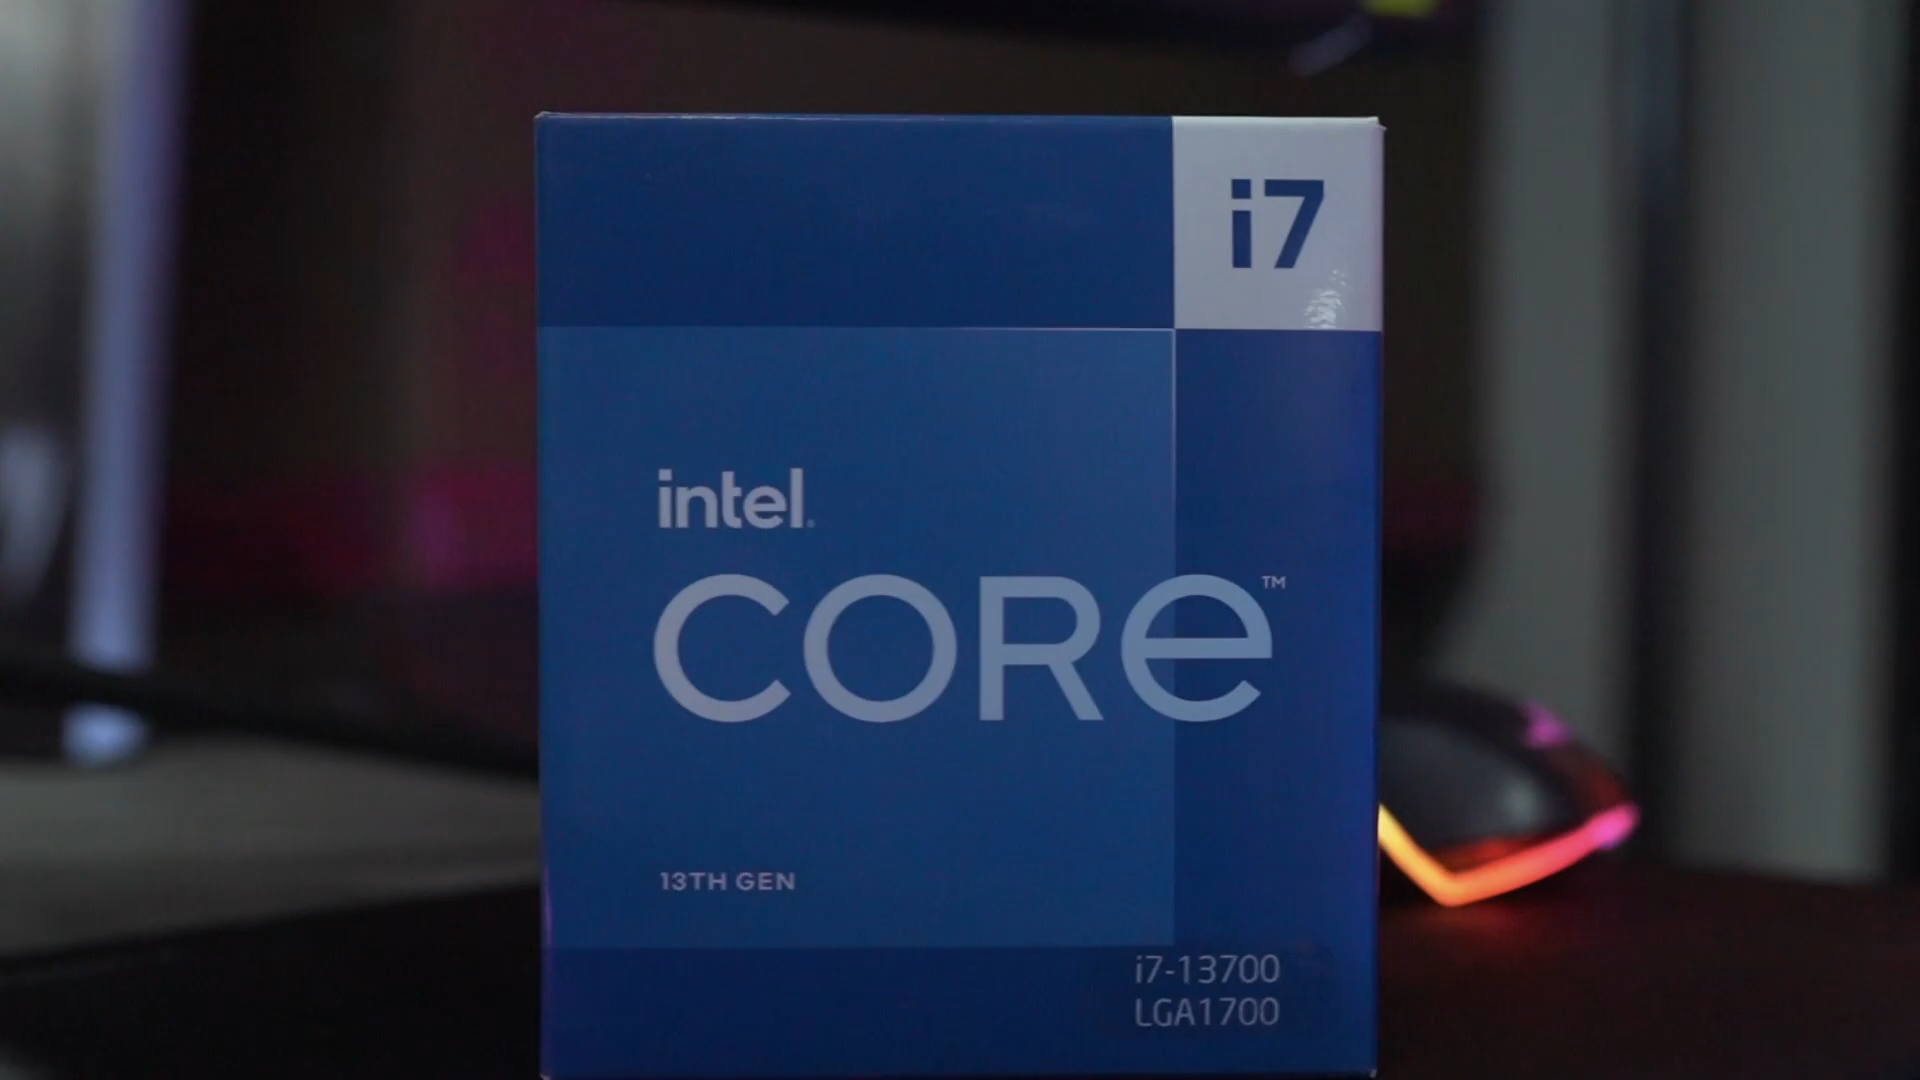 i7
intel.
CORe™
13TH GEN
i7-13700
LGA1700